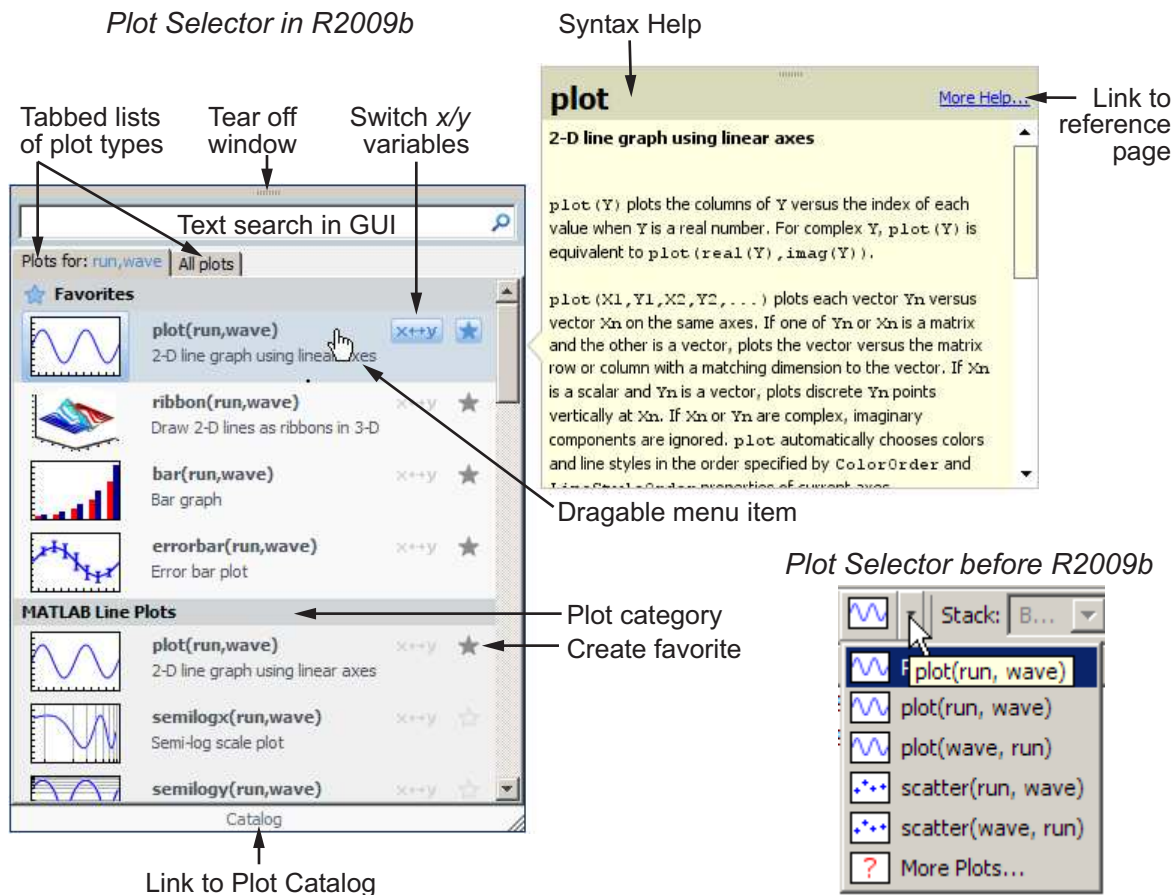 Plot Selector in R2009b
Syntax Help
Tabbed lists
of plot types
Tear off
window
Switch x/y
variables
Link to
reference
page
Text search in GUI
Plots for: run,wave
All plots
Favorites
plot(run,wave)
x↔y
2-D line graph using linear axes
ribbon(run,wave)
x↔y
Draw 2-D lines as ribbons in 3-D
bar(run,wave)
x↔y
Bar graph
errorbar(run,wave)
x↔y
Error bar plot
MATLAB Line Plots
plot(run,wave)
x↔y
2-D line graph using linear axes
semilogx(run,wave)
x↔y
Semi-log scale plot
semilogy(run,wave)
x↔y
Catalog
Link to Plot Catalog
plot
More Help...
2-D line graph using linear axes
plot(Y) plots the columns of Y versus the index of each
value when Y is a real number. For complex Y, plot(Y) is
equivalent to plot(real(Y),imag(Y)).
plot(X1,Y1,X2,Y2,...) plots each vector Yn versus
vector Xn on the same axes. If one of Yn or Xn is a matrix
and the other is a vector, plots the vector versus the matrix
row or column with a matching dimension to the vector. If Xn
is a scalar and Yn is a vector, plots discrete Yn points
vertically at Xn. If Xn or Yn are complex, imaginary
components are ignored. plot automatically chooses colors
and line styles in the order specified by ColorOrder and
LineStyleOrder properties of current axes.
Dragable menu item
Plot category
Create favorite
Plot Selector before R2009b
Stack:
B...
plot(run, wave)
plot(run, wave)
plot(wave, run)
scatter(run, wave)
scatter(wave, run)
? More Plots...